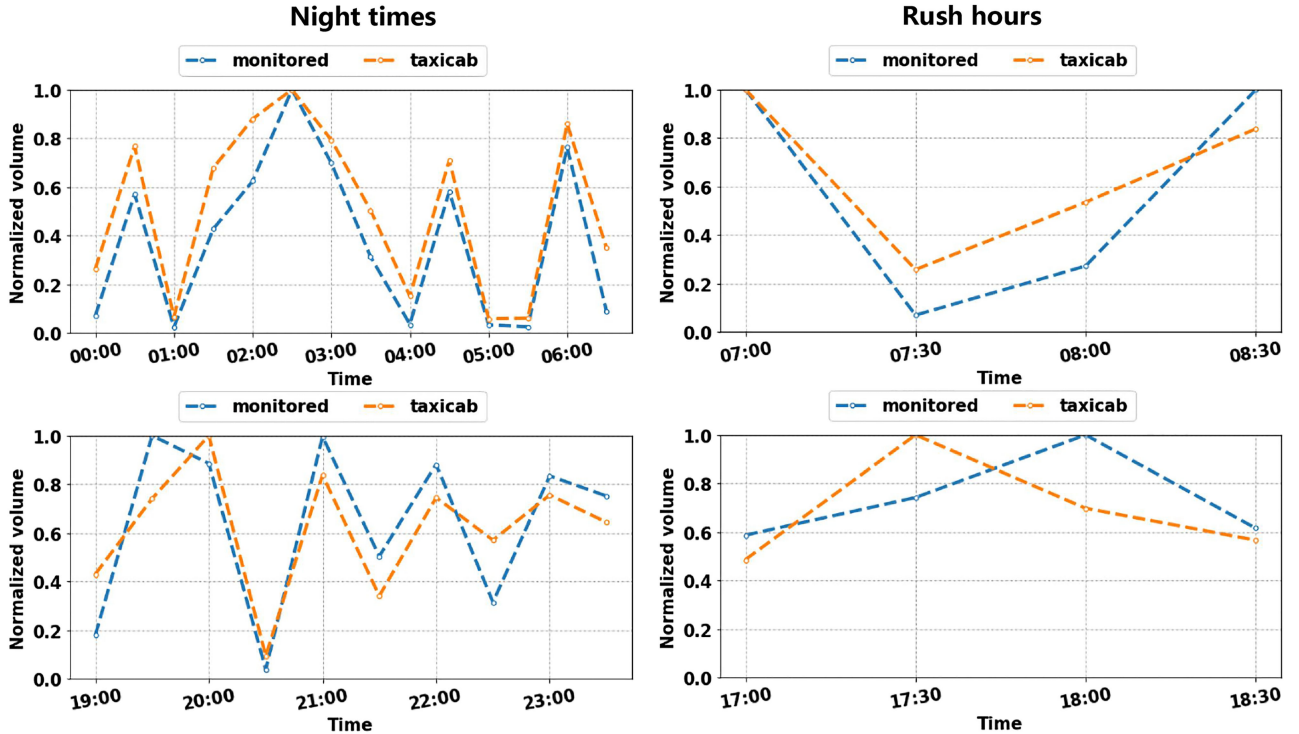 Night times
Rush hours
monitored taxicab
monitored taxicab
Normalized volume
1.0
0.8
0.6
0.4
0.2
0.0
00:00 01:00 02:00 03:00 04:00 05:00 06:00
Time
Normalized volume
1.0
0.8
0.6
0.4
0.2
0.0
07:00 07:30 08:00 08:30
Time
monitored taxicab
monitored taxicab
Normalized volume
1.0
0.8
0.6
0.4
0.2
0.0
19:00 20:00 21:00 22:00 23:00
Time
Normalized volume
1.0
0.8
0.6
0.4
0.2
0.0
17:00 17:30 18:00 18:30
Time